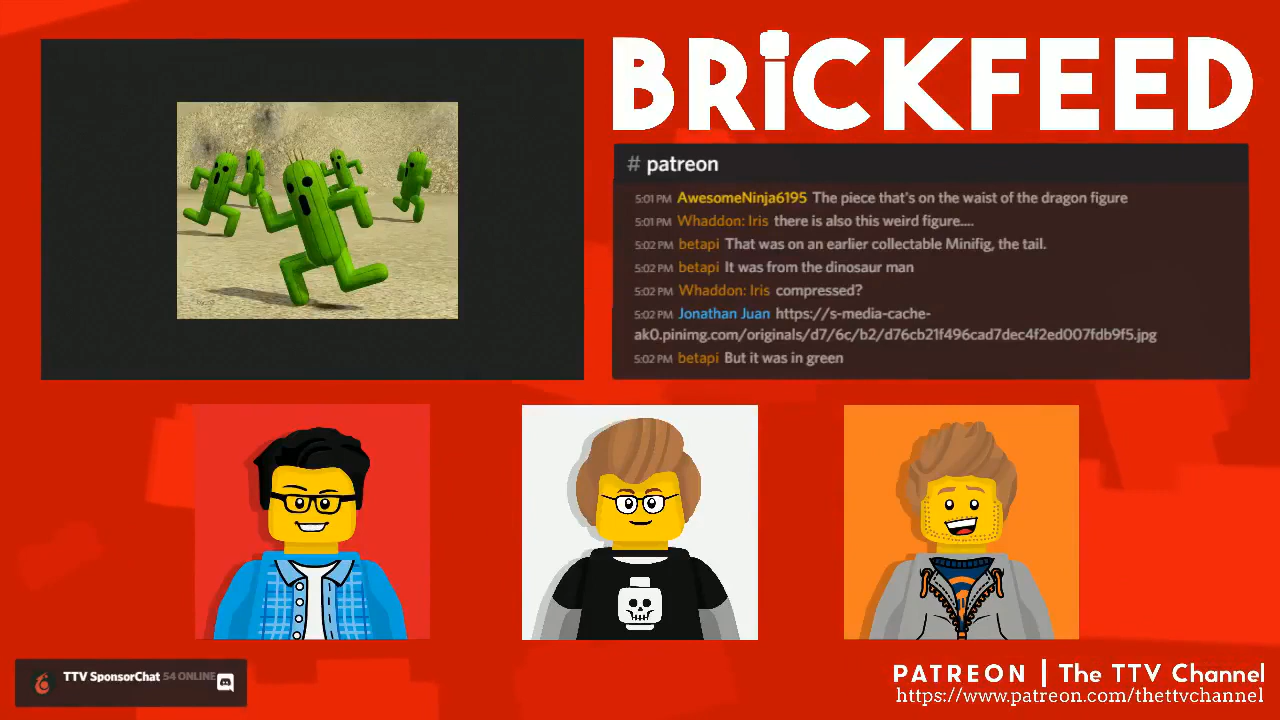 BRiCKFEED
# patreon
5:01 PM AwesomeNinja6195 The piece that's on the waist of the dragon figure
5:01 PM Whaddon: Iris there is also this weird figure....
5:02 PM betapi That was on an earlier collectable Minifig, the tail.
5:02 PM betapi It was from the dinosaur man
5:02 PM Whaddon: Iris compressed?
5:02 PM Jonathan Juan https://s-media-cache-
ak0.pinimg.com/originals/d7/6c/b2/d76cb21f496cad7dec4f2ed007fdb9f5.jpg
5:02 PM betapi But it was in green
TTV SponsorChat 54 ONLINE
PATREON | The TTV Channel
https://www.patreon.com/thettvchannel